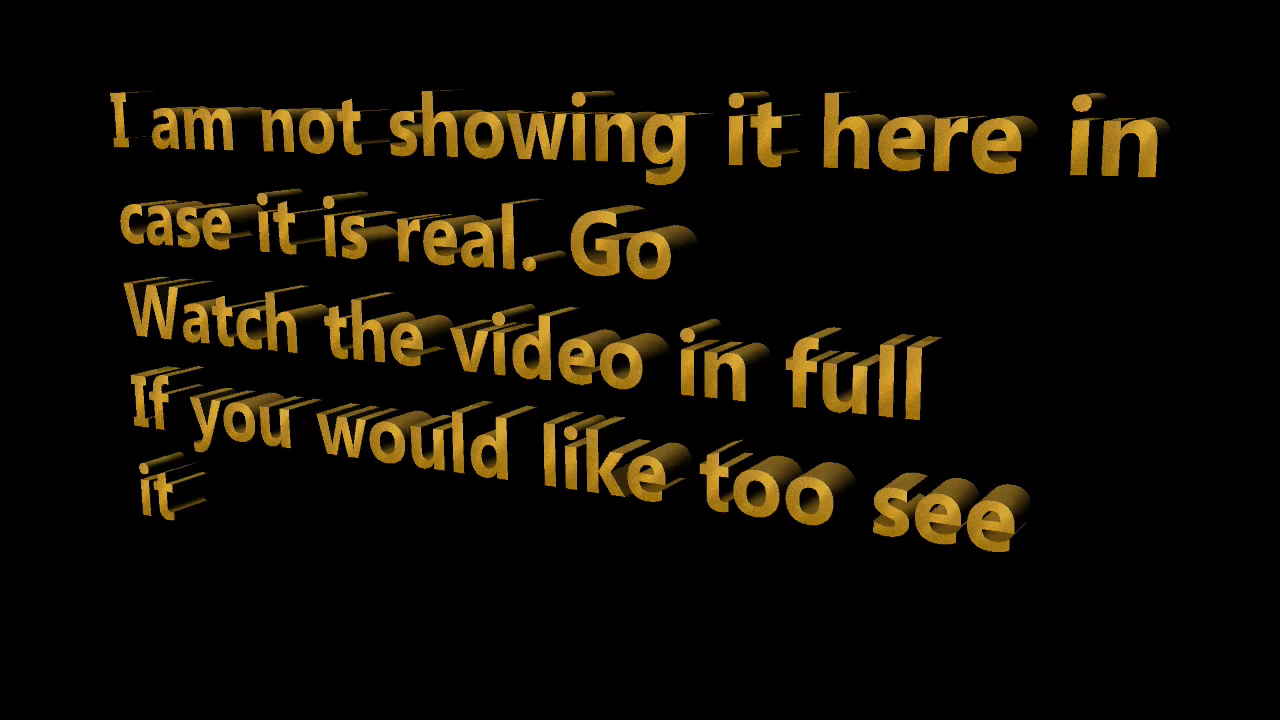 I am not showing it here in
case it is real. Go
Watch the video in full
If you would like too see
it